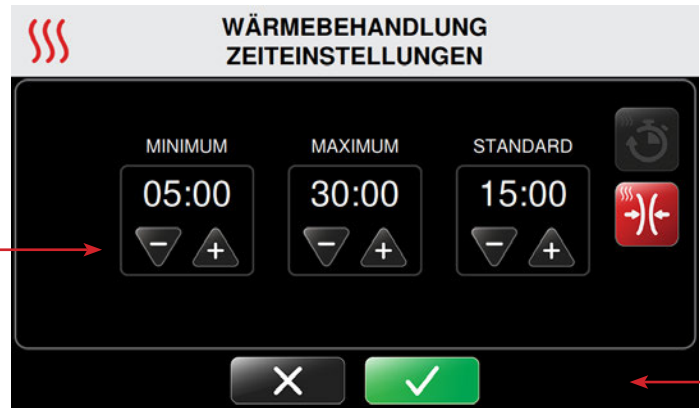 WÄRMEBEHANDLUNG
ZEITEINSTELLUNGEN
MINIMUM MAXIMUM STANDARD
05:00 30:00 15:00
- + - + - +